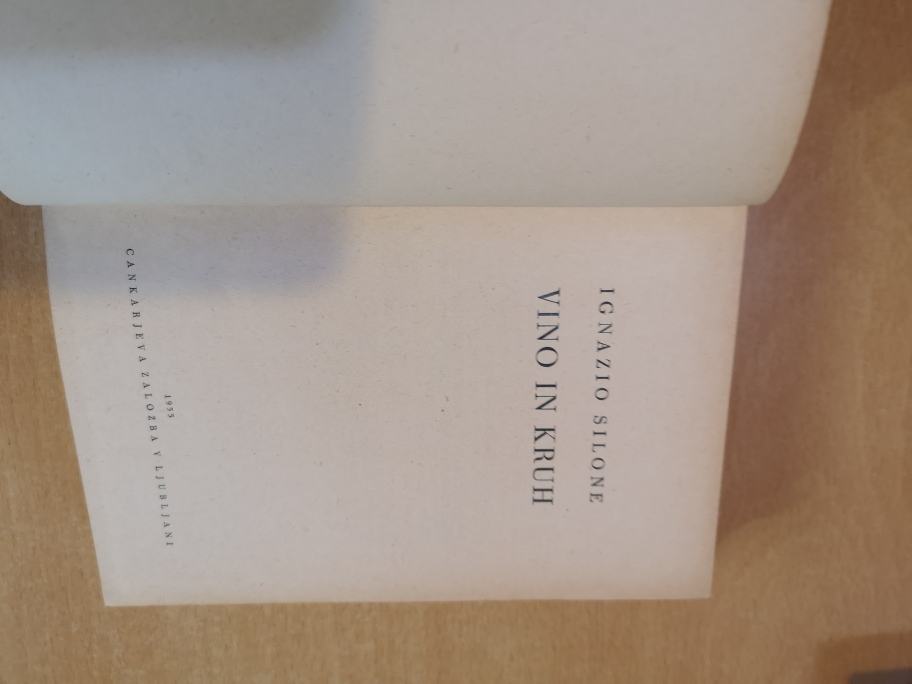 IGNAZIO SILONE
VINO IN KRUH
1955
CANKARJEVA ZALOŽBA V LJUBLJANI